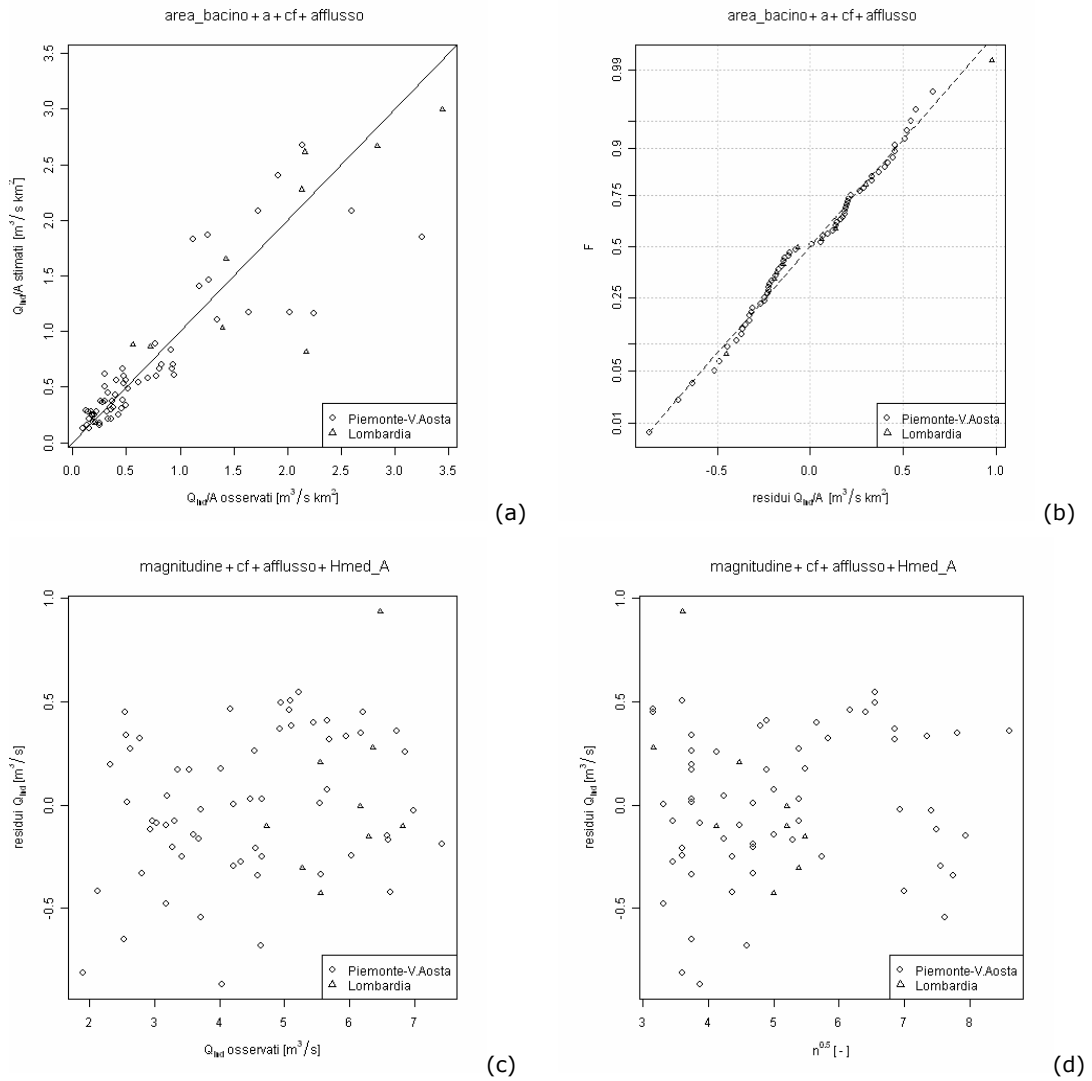 area_bacino + a + cf + afflusso
3.5
3.0
2.5
2.0
1.5
1.0
0.5
0.0
Q_ind/A stimati [m³/s km²]
0.0 0.5 1.0 1.5 2.0 2.5 3.0 3.5
Q_ind/A osservati [m³/s km²]
Piemonte-V.Aosta
Lombardia
(a)
area_bacino + a + cf + afflusso
0.99
0.9
0.75
0.5
0.25
0.05
0.01
F
-0.5 0.0 0.5 1.0
residui Q_ind/A [m³/s km²]
Piemonte-V.Aosta
Lombardia
(b)
magnitudine + cf + afflusso + Hmed_A
1.0
0.5
0.0
-0.5
residui Q_ind [m³/s]
2 3 4 5 6 7
Q_ind osservati [m³/s]
Piemonte-V.Aosta
Lombardia
(c)
magnitudine + cf + afflusso + Hmed_A
1.0
0.5
0.0
-0.5
residui Q_ind [m³/s]
3 4 5 6 7 8
n^0.5 [-]
Piemonte-V.Aosta
Lombardia
(d)